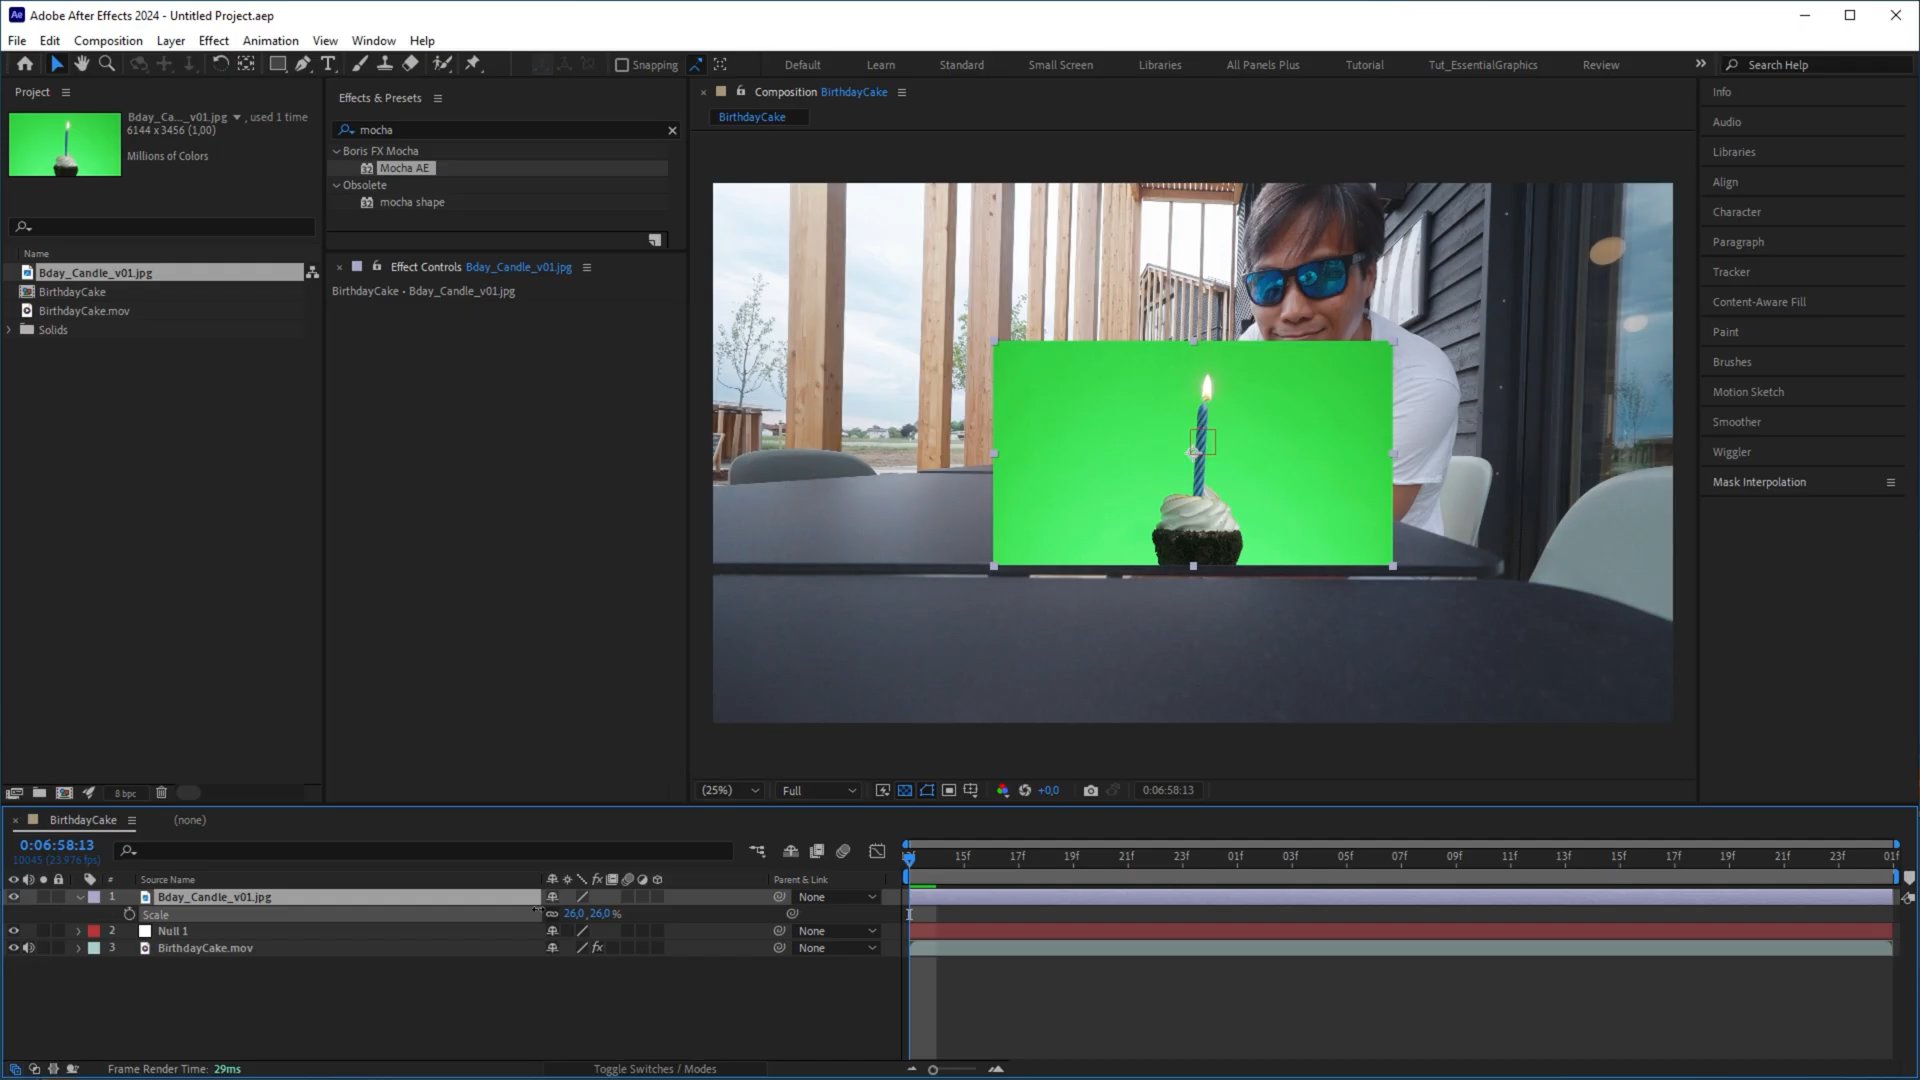 Ae Adobe After Effects 2024 - Untitled Project.aep
File Edit Composition Layer Effect Animation View Window Help
Snapping
Default Learn Standard Small Screen Libraries All Panels Plus Tutorial Tut_EssentialGraphics Review
Search Help
Project
Bday_Ca..._v01.jpg , used 1 time
6144 x 3456 (1,00)
Millions of Colors
Name
Bday_Candle_v01.jpg
BirthdayCake
BirthdayCake.mov
Solids
8 bpc
Effects & Presets
mocha
Boris FX Mocha
32 Mocha AE
Obsolete
32 mocha shape
Effect Controls Bday_Candle_v01.jpg
BirthdayCake • Bday_Candle_v01.jpg
Composition BirthdayCake
BirthdayCake
(25%) Full +0,0 0:06:58:13
Info
Audio
Libraries
Align
Character
Paragraph
Tracker
Content-Aware Fill
Paint
Brushes
Motion Sketch
Smoother
Wiggler
Mask Interpolation
BirthdayCake (none)
0:06:58:13
10045 (23.976 fps)
# Source Name fx Parent & Link
15f 17f 19f 21f 23f 01f 03f 05f 07f 09f 11f 13f 15f 17f 19f 21f 23f 01f
1 Bday_Candle_v01.jpg None
Scale 26,0 ,26,0 %
2 Null 1 None
3 BirthdayCake.mov fx None
Frame Render Time: 29ms Toggle Switches / Modes